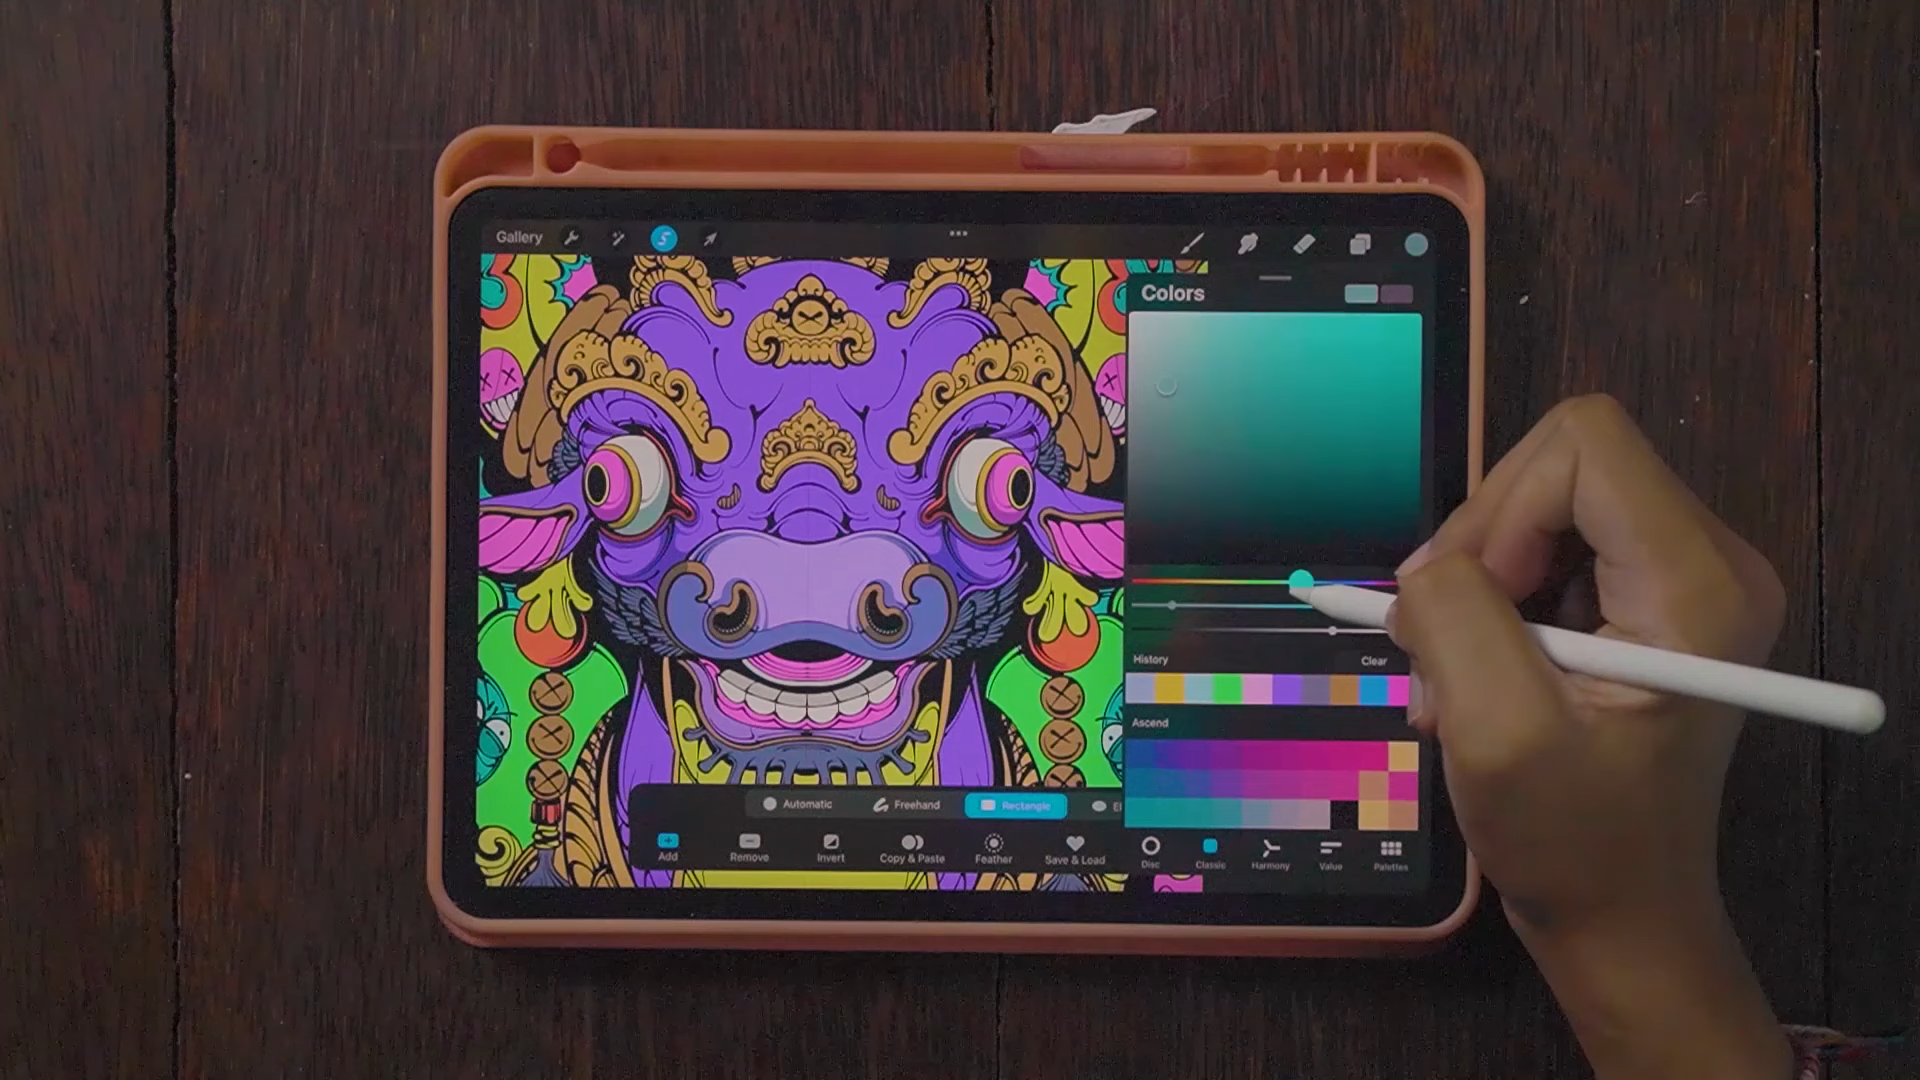 Gallery
Colors
History Clear
Ascend
Automatic Freehand Rectangle El
Add Remove Invert Copy & Paste Feather Save & Load
Disc Classic Harmony Value Palettes